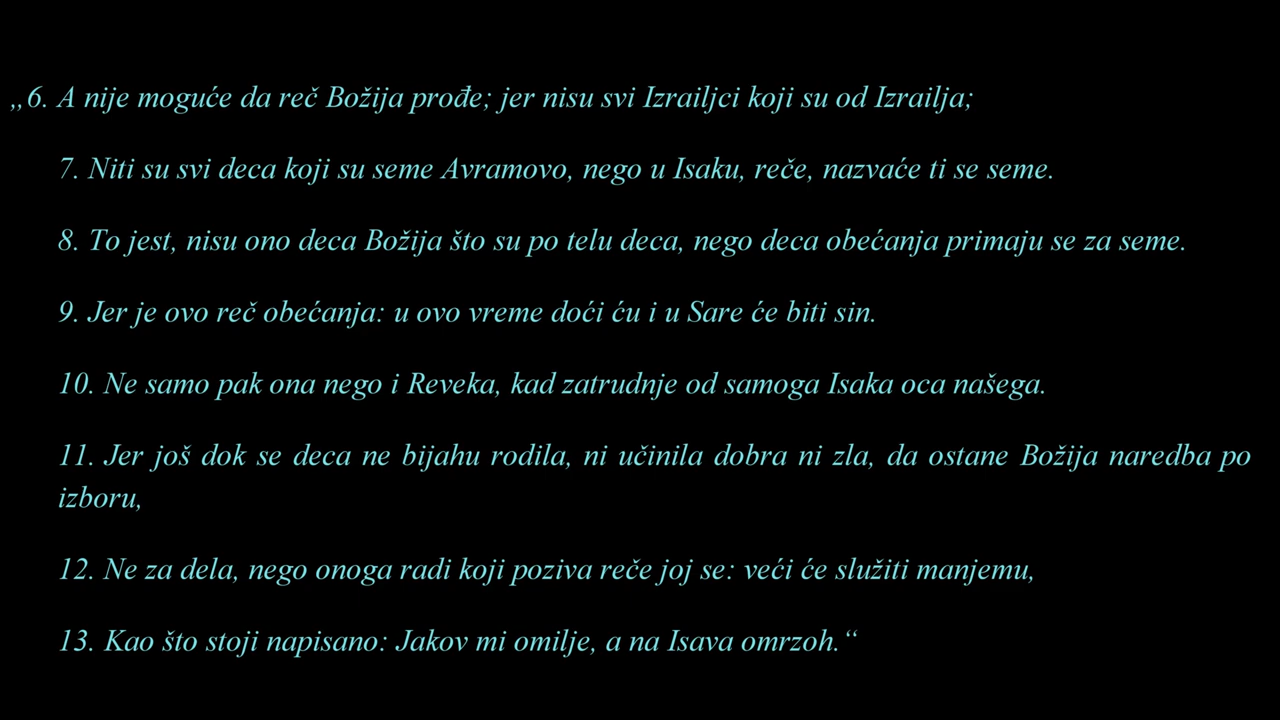 „6. A nije moguće da reč Božija prođe; jer nisu svi Izrailjci koji su od Izrailja;
7. Niti su svi deca koji su seme Avramovo, nego u Isaku, reče, nazvaće ti se seme.
8. To jest, nisu ono deca Božija što su po telu deca, nego deca obećanja primaju se za seme.
9. Jer je ovo reč obećanja: u ovo vreme doći ću i u Sare će biti sin.
10. Ne samo pak ona nego i Reveka, kad zatrudnje od samoga Isaka oca našega.
11. Jer još dok se deca ne bijahu rodila, ni učinila dobra ni zla, da ostane Božija naredba po
izboru,
12. Ne za dela, nego onoga radi koji poziva reče joj se: veći će služiti manjemu,
13. Kao što stoji napisano: Jakov mi omilje, a na Isava omrzoh.“